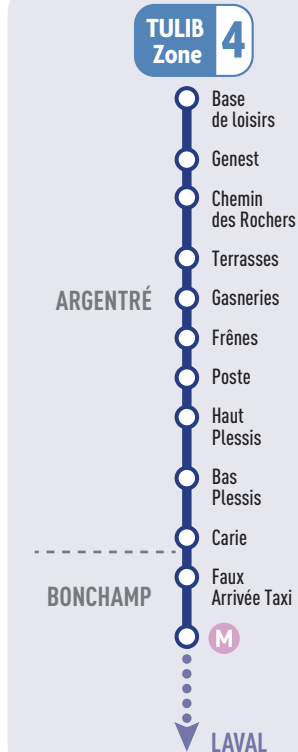 TULIB
Zone
4
Base
de loisirs
Genest
Chemin
des Rochers
Terrasses
ARGENTRÉ
Gasneries
Frênes
Poste
Haut
Plessis
Bas
Plessis
Carie
BONCHAMP
Faux
Arrivée Taxi
M
LAVAL